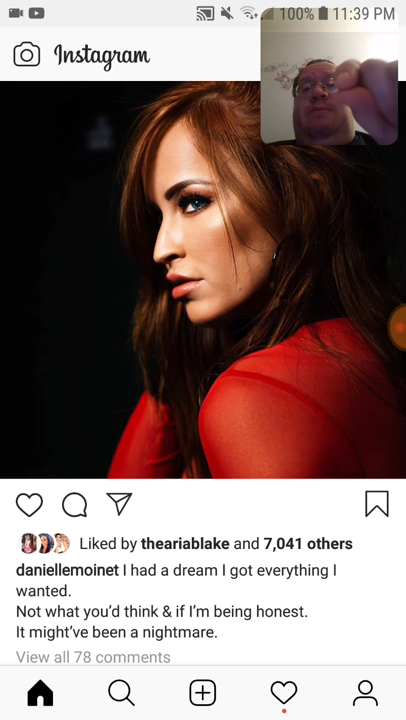 100% 11:39 PM
Instagram
Liked by theariablake and 7,041 others
daniellemoinet I had a dream I got everything I
wanted.
Not what you'd think & if I'm being honest.
It might've been a nightmare.
View all 78 comments